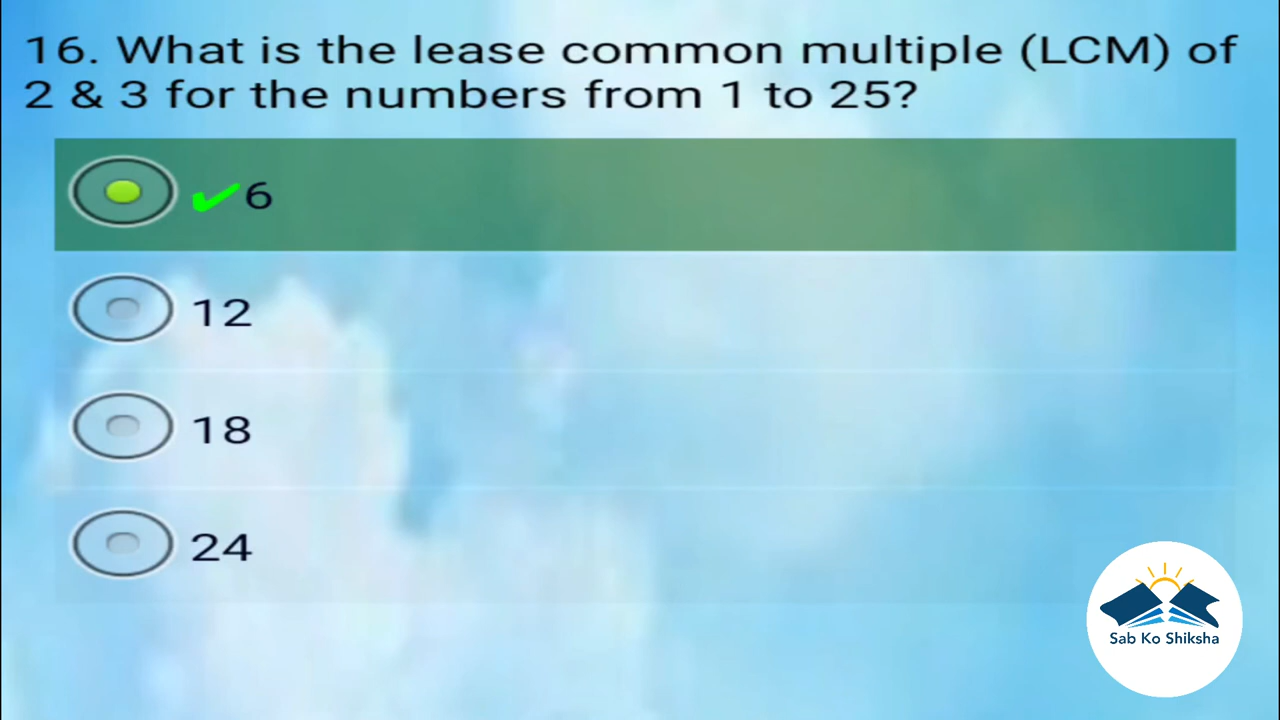 16. What is the lease common multiple (LCM) of
2 & 3 for the numbers from 1 to 25?
✔6
12
18
24
Sab Ko Shiksha